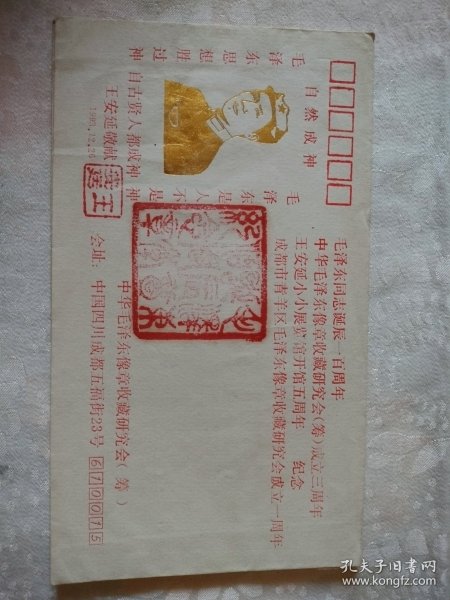 毛泽东同志诞辰一百周年
中华毛泽东像章收藏研究会(筹)成立三周年
王安廷小小展览馆开馆五周年 纪念
成都市青羊区毛泽东像章收藏研究会成立一周年
毛泽东思想胜过神
自然成神
毛泽东是人不是神
自古贤人都成神
王安廷敬献
1993.12.26
中华毛泽东像章收藏研究会(筹)
会址:中国四川成都五福街23号 610015
孔夫子旧书网
www.kongfz.com